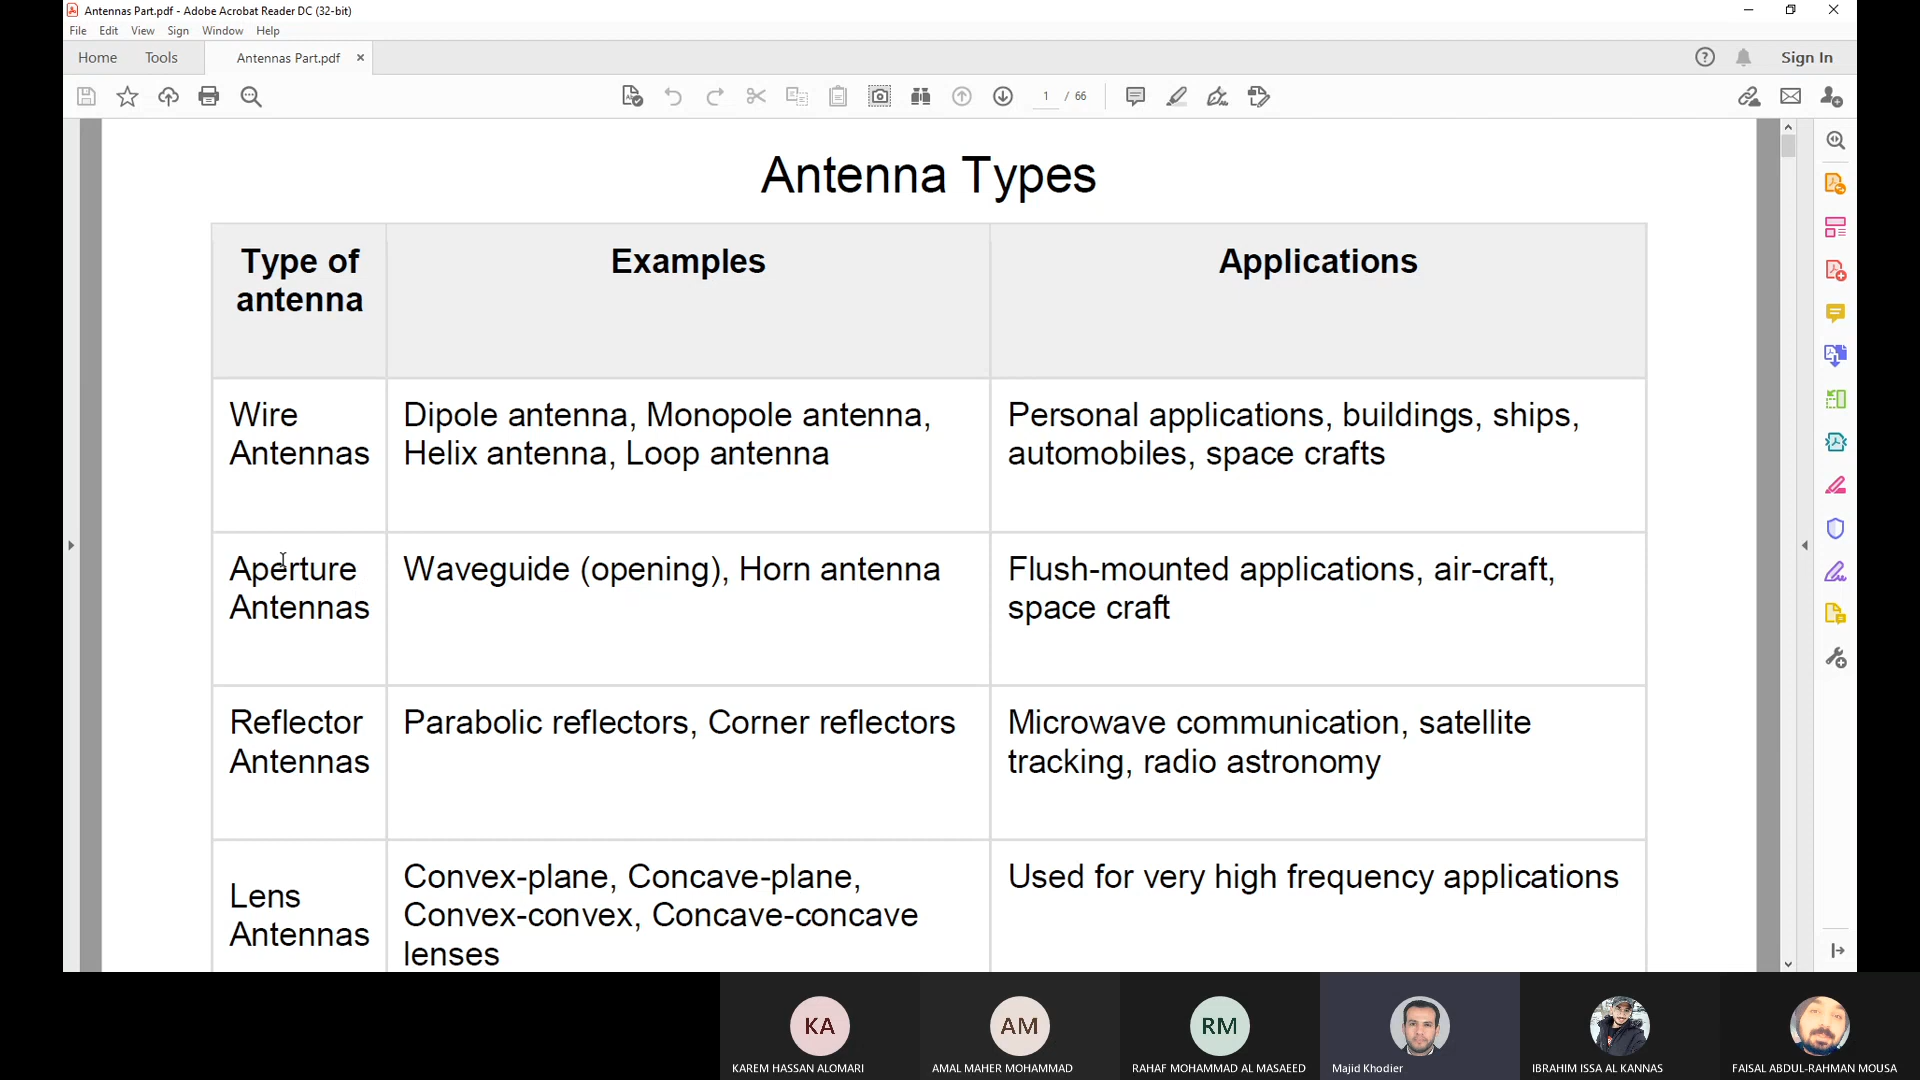 Antennas Part.pdf - Adobe Acrobat Reader DC (32-bit)
File Edit View Sign Window Help
Home Tools Antennas Part.pdf Sign In
1 / 66
Antenna Types
Type of
antenna
Examples
Applications
Wire
Antennas
Dipole antenna, Monopole antenna,
Helix antenna, Loop antenna
Personal applications, buildings, ships,
automobiles, space crafts
Aperture
Antennas
Waveguide (opening), Horn antenna
Flush-mounted applications, air-craft,
space craft
Reflector
Antennas
Parabolic reflectors, Corner reflectors
Microwave communication, satellite
tracking, radio astronomy
Lens
Antennas
Convex-plane, Concave-plane,
Convex-convex, Concave-concave
lenses
Used for very high frequency applications
KA
AM
RM
KAREM HASSAN ALOMARI
AMAL MAHER MOHAMMAD
RAHAF MOHAMMAD AL MASAEED
Majid Khodier
IBRAHIM ISSA AL KANNAS
FAISAL ABDUL-RAHMAN MOUSA